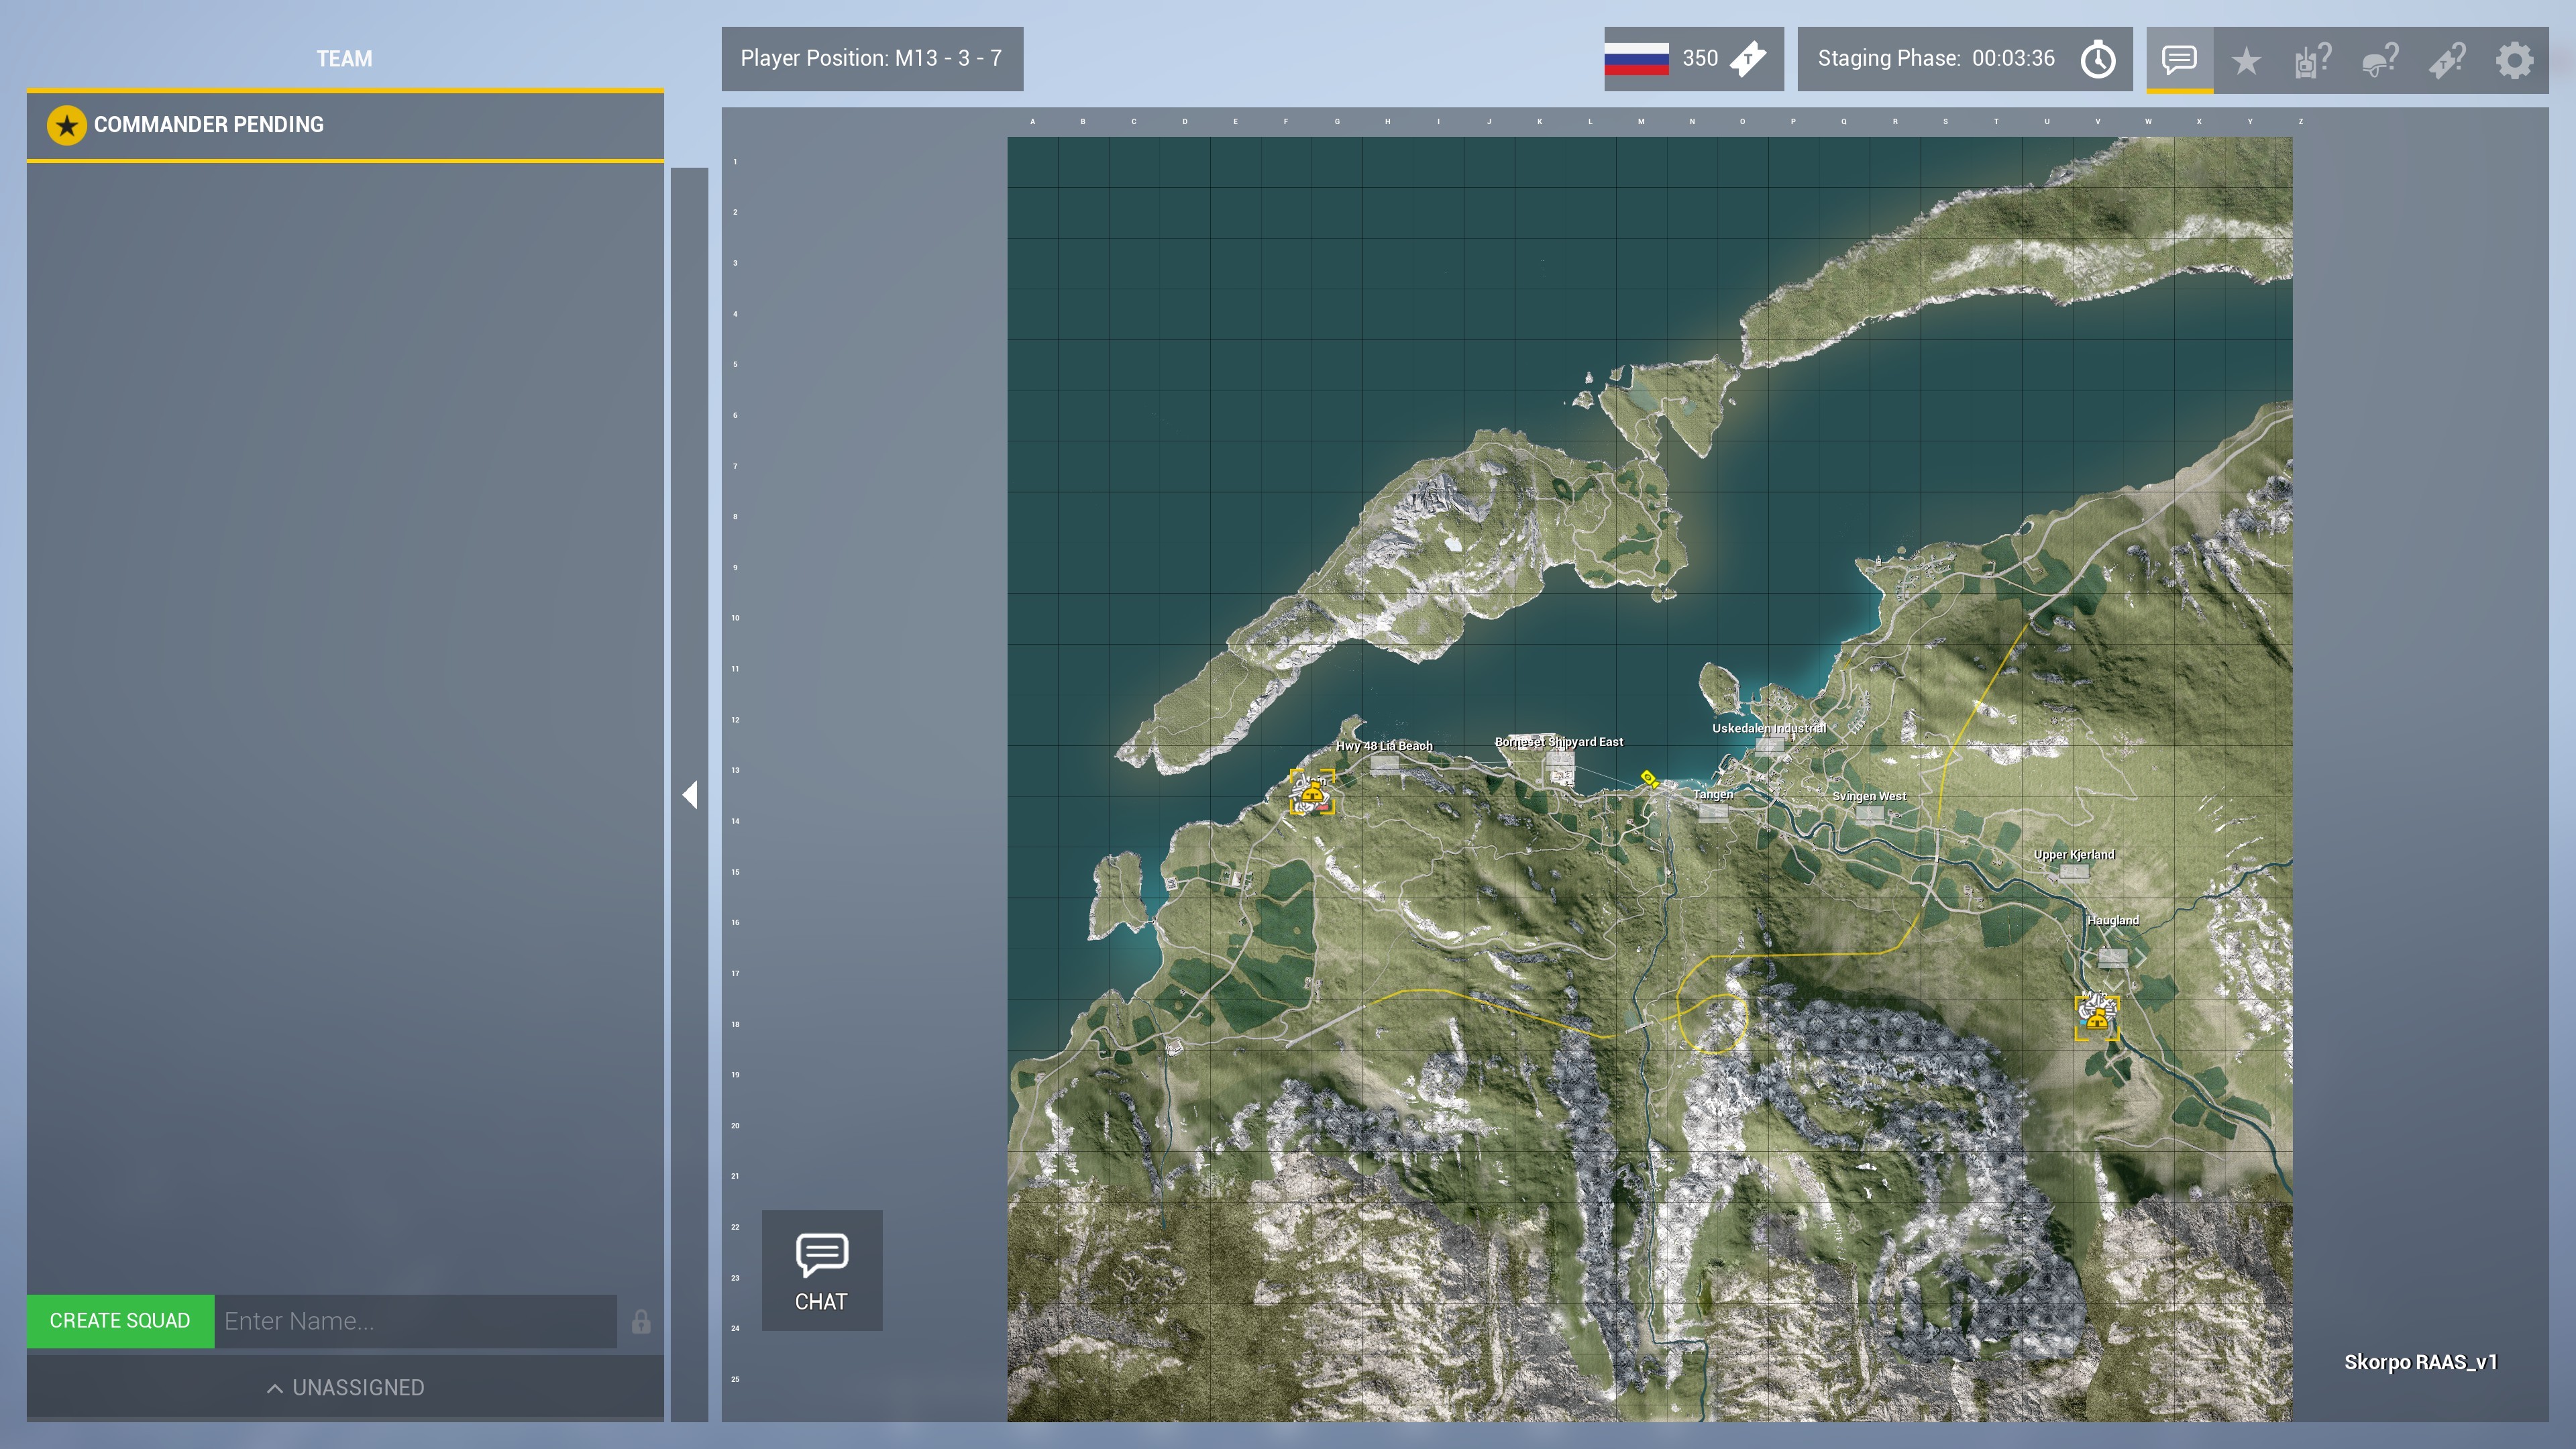 TEAM
Player Position: M13 - 3 - 7
350
T
Staging Phase: 00:03:36
?
?
T?
COMMANDER PENDING
A B C D E F G H I J K L M N O P Q R S T U V W X Y Z
1
2
3
4
5
6
7
8
9
10
11
12
13
14
15
16
17
18
19
20
21
22
23
24
25
Uskedalen Industrial
Hwy 48 Lia Beach
Borneset Shipyard East
Main
Tangen
Svingen West
Upper Kjerland
Haugland
CHAT
CREATE SQUAD
Enter Name...
Skorpo RAAS_v1
UNASSIGNED